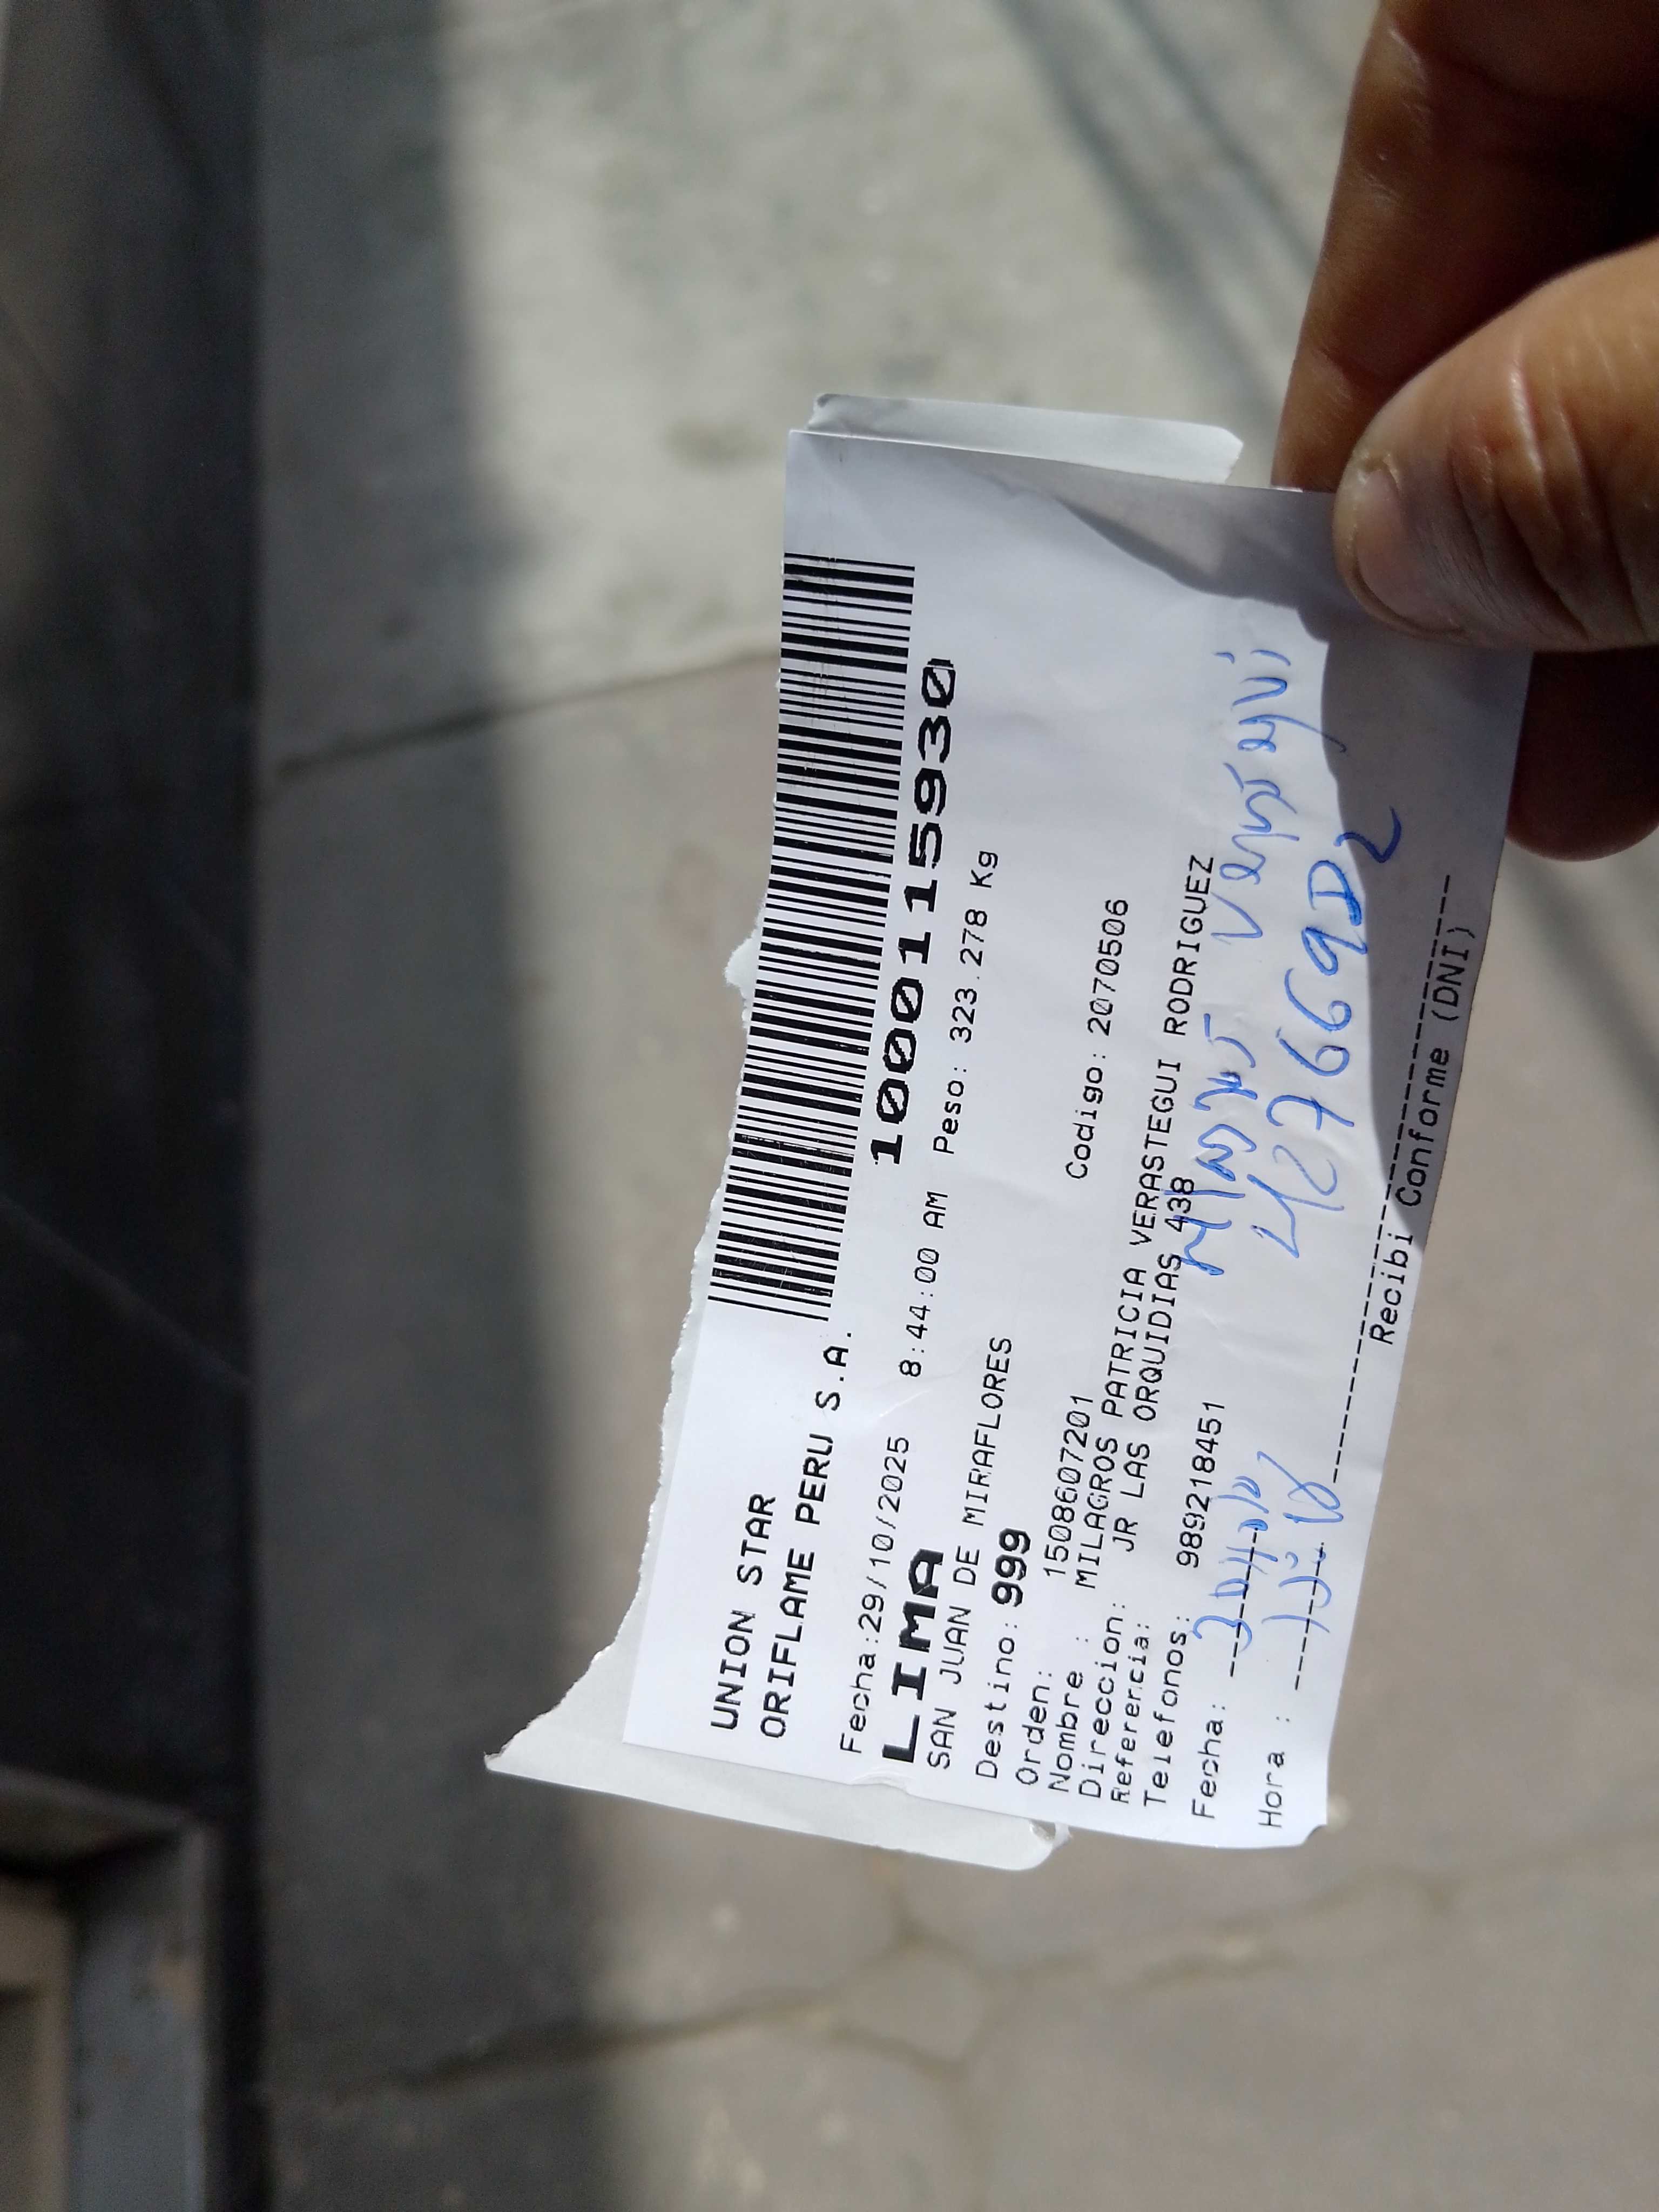 UNION STAR
ORIFLAME PERU S.A.
10001115930
Fecha:29/10/2025 8:44:00 AM Peso: 323.278 Kg
LIMA
SAN JUAN DE MIRAFLORES
Destino: 999
Orden: 1508607201 Codigo: 2070506
Nombre : MILAGROS PATRICIA VERASTEGUI RODRIGUEZ
Direccion: JR LAS ORQUIDIAS 438
Referencia:
Telefonos: 989218451
Fecha:
Hora :
Recibi Conforme (DNI)